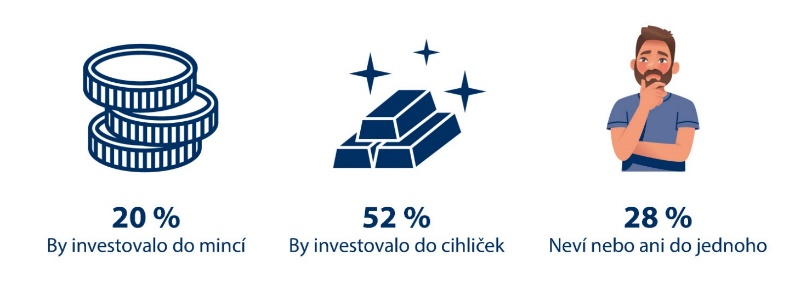 20 %
By investovalo do mincí
52 %
By investovalo do cihliček
28 %
Neví nebo ani do jednoho